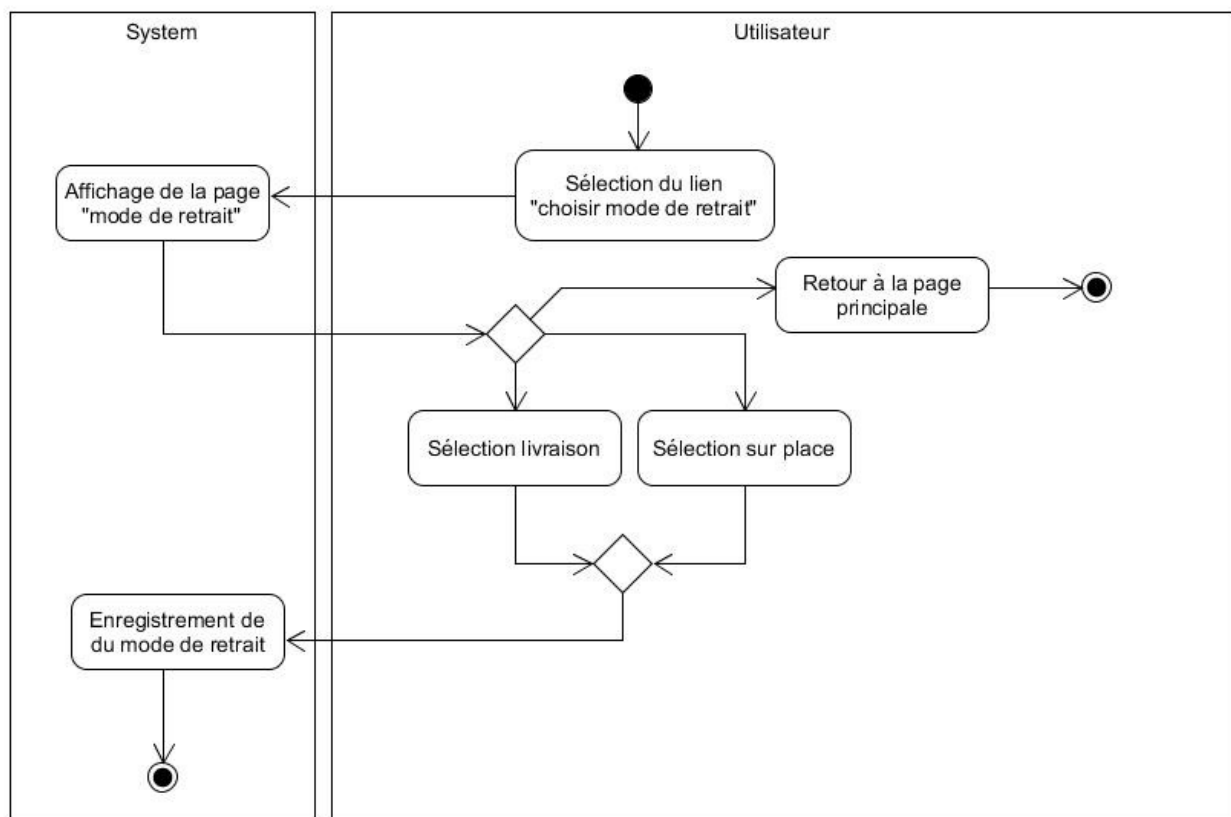 System
Utilisateur
Sélection du lien
"choisir mode de retrait"
Affichage de la page
"mode de retrait"
Retour à la page
principale
Sélection livraison
Sélection sur place
Enregistrement de
du mode de retrait